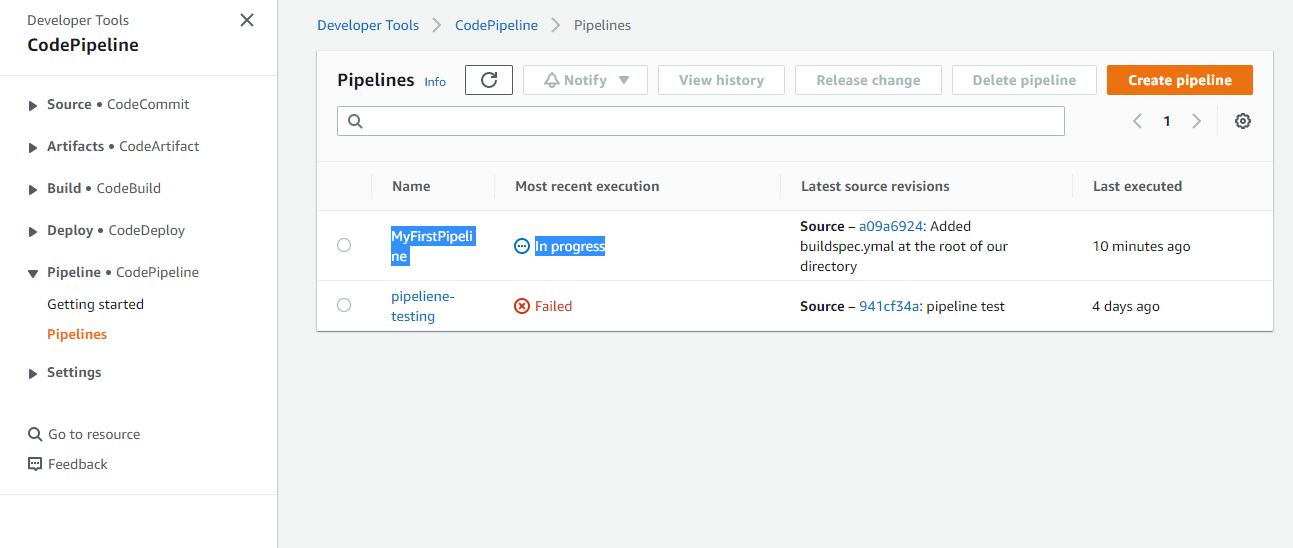 Developer Tools
CodePipeline
Source • CodeCommit
Artifacts • CodeArtifact
Build • CodeBuild
Deploy • CodeDeploy
Pipeline • CodePipeline
Getting started
Pipelines
Settings
Go to resource
Feedback
Developer Tools > CodePipeline > Pipelines
Pipelines Info Notify View history Release change Delete pipeline Create pipeline
1
Name Most recent execution Latest source revisions Last executed
MyFirstPipeli
ne
In progress
Source – a09a6924: Added
buildspec.ymal at the root of our
directory
10 minutes ago
pipeliene-
testing
Failed
Source – 941cf34a: pipeline test
4 days ago